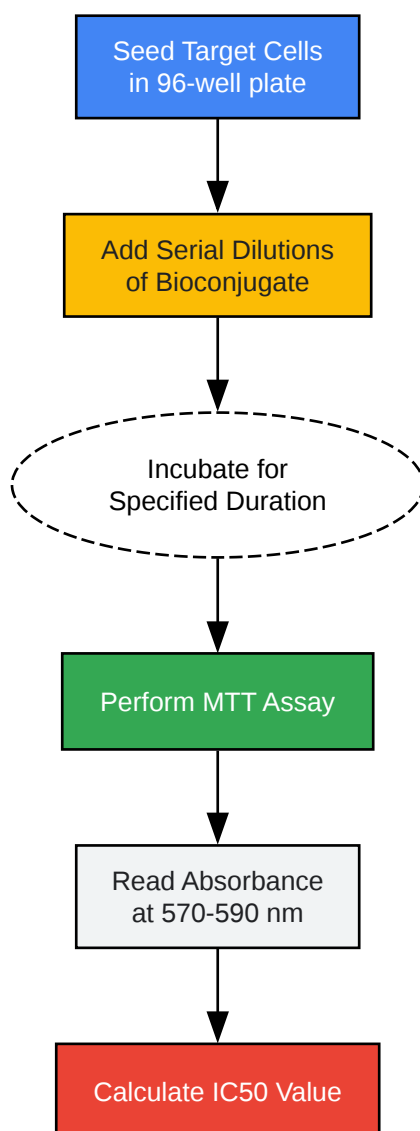 Seed Target Cells
in 96-well plate
Add Serial Dilutions
of Bioconjugate
Incubate for
Specified Duration
Perform MTT Assay
Read Absorbance
at 570-590 nm
Calculate IC50 Value